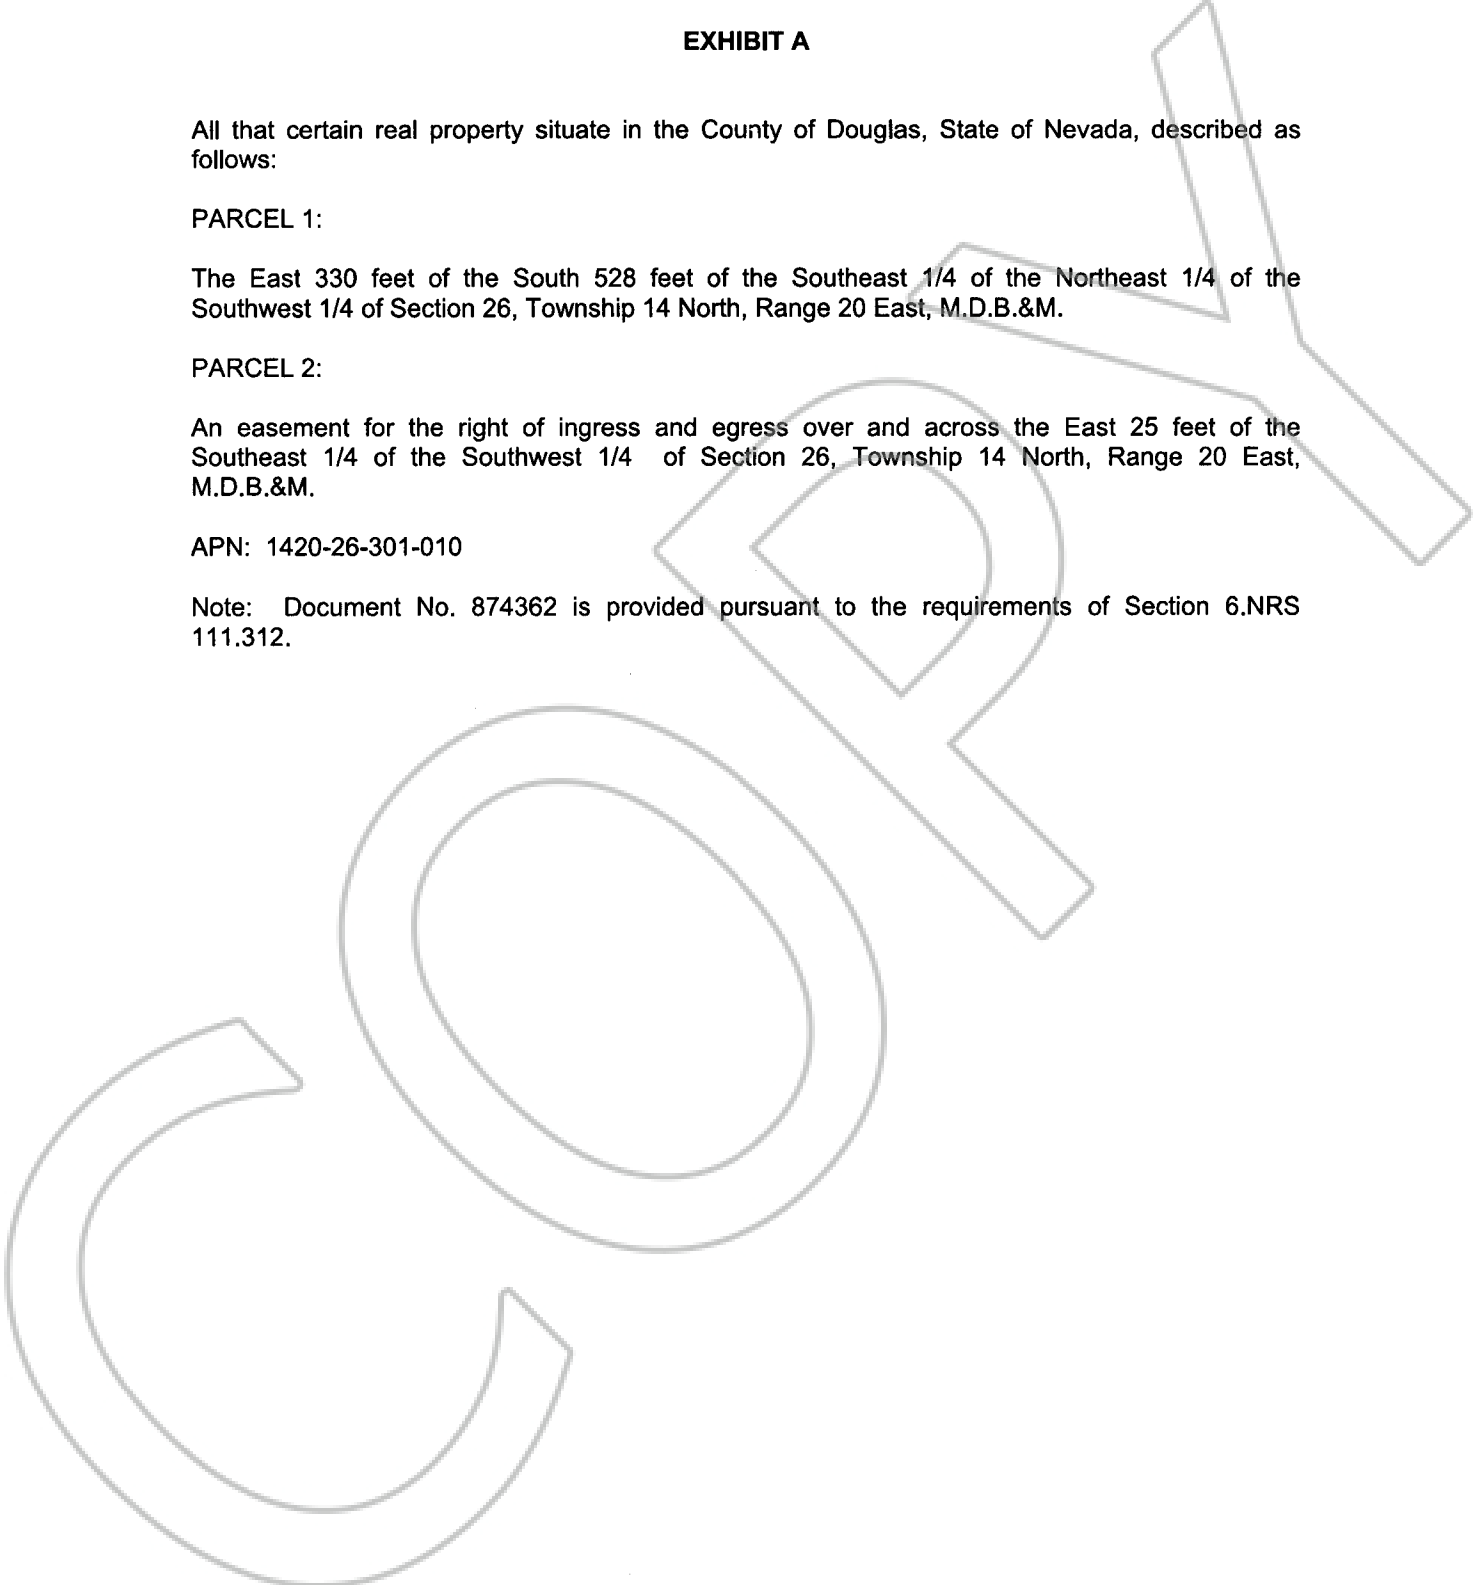 EXHIBIT A
All that certain real property situate in the County of Douglas, State of Nevada, described as
follows:
PARCEL 1:
The East 330 feet of the South 528 feet of the Southeast 1/4 of the Northeast 1/4 of the
Southwest 1/4 of Section 26, Township 14 North, Range 20 East, M.D.B.&M.
PARCEL 2:
An easement for the right of ingress and egress over and across the East 25 feet of the
Southeast 1/4 of the Southwest 1/4 of Section 26, Township 14 North, Range 20 East,
M.D.B.&M.
APN: 1420-26-301-010
Note: Document No. 874362 is provided pursuant to the requirements of Section 6.NRS
111.312.
COPY